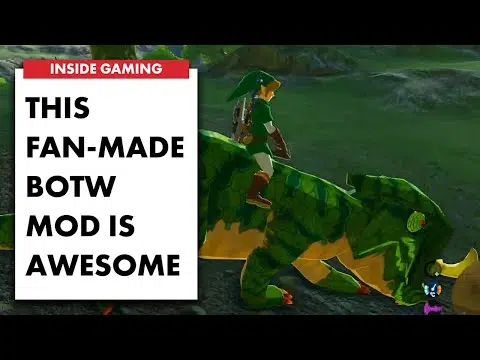 INSIDE GAMING
THIS
FAN-MADE
BOTW
MOD IS
AWESOME